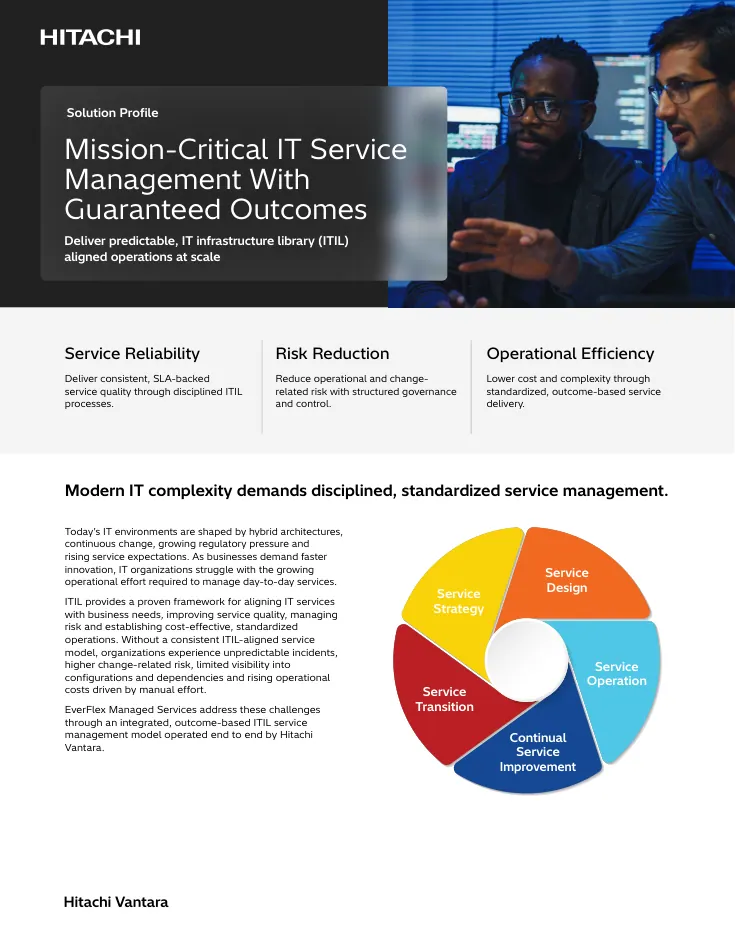 HITACHI
Solution Profile
Mission-Critical IT Service
Management With
Guaranteed Outcomes
Deliver predictable, IT infrastructure library (ITIL)
aligned operations at scale
Service Reliability
Deliver consistent, SLA-backed
service quality through disciplined ITIL
processes.
Risk Reduction
Reduce operational and change-
related risk with structured governance
and control.
Operational Efficiency
Lower cost and complexity through
standardized, outcome-based service
delivery.
Modern IT complexity demands disciplined, standardized service management.
Today’s IT environments are shaped by hybrid architectures,
continuous change, growing regulatory pressure and
rising service expectations. As businesses demand faster
innovation, IT organizations struggle with the growing
operational effort required to manage day-to-day services.
ITIL provides a proven framework for aligning IT services
with business needs, improving service quality, managing
risk and establishing cost-effective, standardized
operations. Without a consistent ITIL-aligned service
model, organizations experience unpredictable incidents,
higher change-related risk, limited visibility into
configurations and dependencies and rising operational
costs driven by manual effort.
EverFlex Managed Services address these challenges
through an integrated, outcome-based ITIL service
management model operated end to end by Hitachi
Vantara.
Service
Strategy
Service
Design
Service
Operation
Service
Transition
Continual
Service
Improvement
Hitachi Vantara